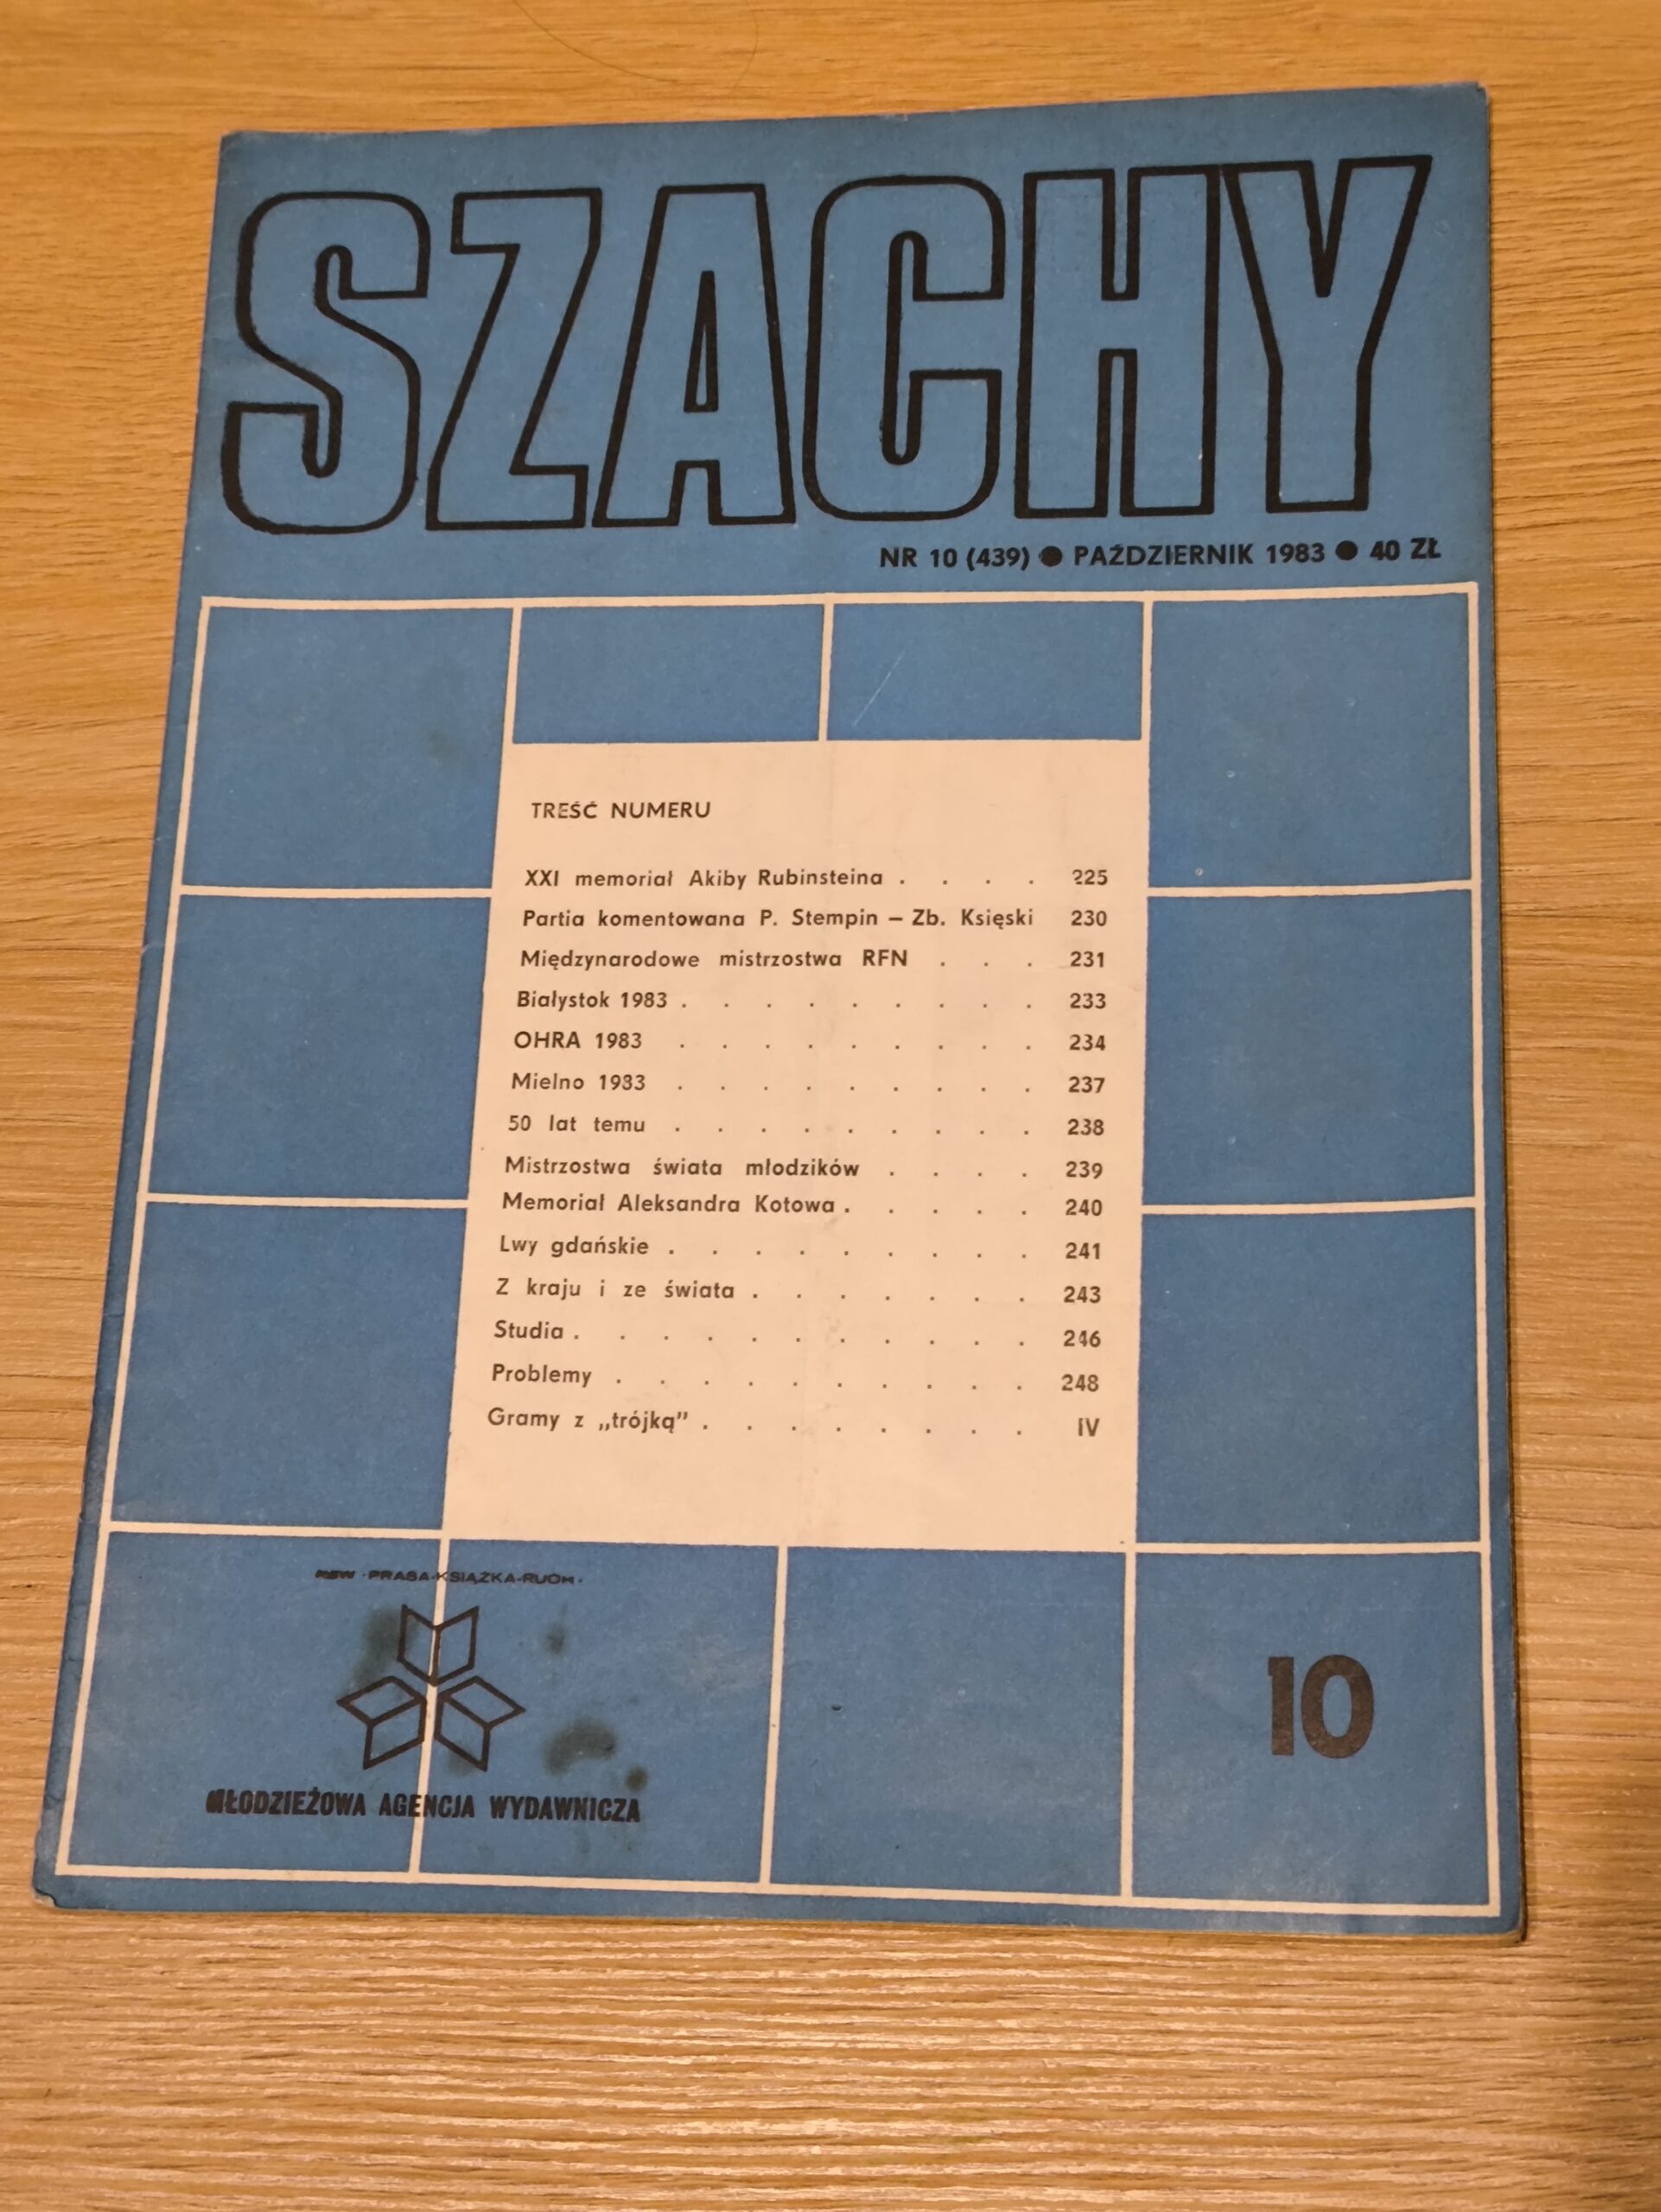 SZACHY
NR 10 (439) ● PAŹDZIERNIK 1983 ● 40 ZŁ
TREŚĆ NUMERU
XXI memoriał Akiby Rubinsteina . . . . 225
Partia komentowana P. Stempin – Zb. Księski 230
Międzynarodowe mistrzostwa RFN . . . 231
Białystok 1983 . . . . . . . . . 233
OHRA 1983 . . . . . . . . . 234
Mielno 1983 . . . . . . . . . 237
50 lat temu . . . . . . . . . 238
Mistrzostwa świata młodzików . . . . 239
Memoriał Aleksandra Kotowa . . . . . 240
Lwy gdańskie . . . . . . . . . 241
Z kraju i ze świata . . . . . . . 243
Studia . . . . . . . . . . . 246
Problemy . . . . . . . . . . 248
Gramy z „trójką” . . . . . . . . IV
RSW ·PRASA-KSIĄŻKA-RUCH·
MŁODZIEŻOWA AGENCJA WYDAWNICZA
10